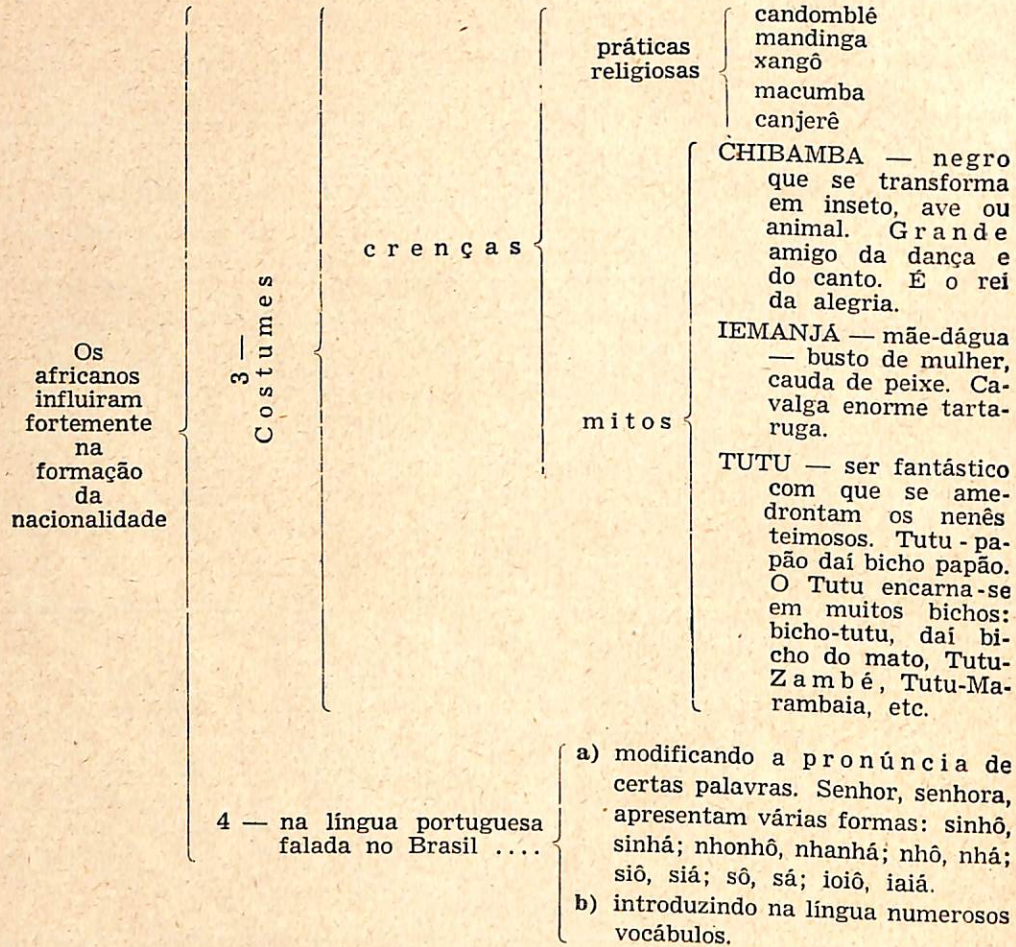 Os
africanos
influiram
fortemente
na
formação
da
nacionalidade
3 —
Costumes
crenças
práticas
religiosas
candomblé
mandinga
xangô
macumba
canjerê
mitos
CHIBAMBA — negro
que se transforma
em inseto, ave ou
animal. Grande
amigo da dança e
do canto. É o rei
da alegria.
IEMANJÁ — mãe-dágua
— busto de mulher,
cauda de peixe. Ca-
valga enorme tarta-
ruga.
TUTU — ser fantástico
com que se ame-
drontam os nenês
teimosos. Tutu - pa-
pão daí bicho papão.
O Tutu encarna-se
em muitos bichos:
bicho-tutu, daí bi-
cho do mato, Tutu-
Zambé, Tutu-Ma-
rambaia, etc.
4 — na língua portuguesa
falada no Brasil ....
a) modificando a pronúncia de
certas palavras. Senhor, senhora,
apresentam várias formas: sinhô,
sinhá; nhonhô, nhanhá; nhô, nhá;
siô, siá; sô, sá; ioiô, iaiá.
b) introduzindo na língua numerosos
vocábulos.